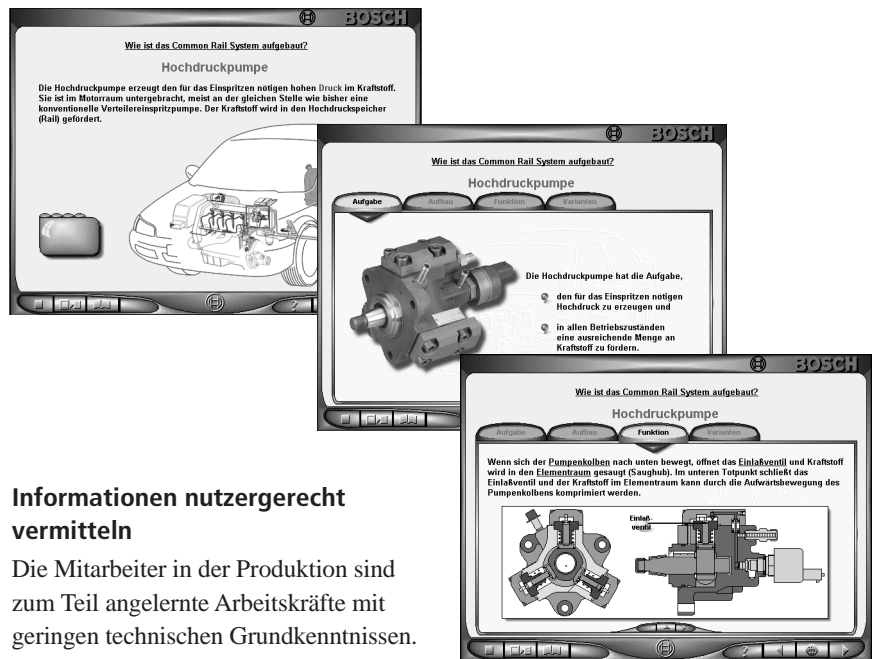 BOSCH
Wie ist das Common Rail System aufgebaut?
Hochdruckpumpe
Die Hochdruckpumpe erzeugt den für das Einspritzen nötigen hohen Druck im Kraftstoff.
Sie ist im Motorraum untergebracht, meist an der gleichen Stelle wie bisher eine
konventionelle Verteilereinspritzpumpe. Der Kraftstoff wird in den Hochdruckspeicher
(Rail) gefördert.
?
BOSCH
Wie ist das Common Rail System aufgebaut?
Hochdruckpumpe
Aufgabe Aufbau Funktion Varianten
Die Hochdruckpumpe hat die Aufgabe,
den für das Einspritzen nötigen
Hochdruck zu erzeugen und
in allen Betriebszuständen
eine ausreichende Menge an
Kraftstoff zu fördern.
BOSCH
Wie ist das Common Rail System aufgebaut?
Hochdruckpumpe
Aufgabe Aufbau Funktion Varianten
Wenn sich der Pumpenkolben nach unten bewegt, öffnet das Einlaßventil und Kraftstoff
wird in den Elementraum gesaugt (Saughub). Im unteren Totpunkt schließt das
Einlaßventil und der Kraftstoff im Elementraum kann durch die Aufwärtsbewegung des
Pumpenkolbens komprimiert werden.
Einlaß-
ventil
?
Informationen nutzergerecht
vermitteln
Die Mitarbeiter in der Produktion sind
zum Teil angelernte Arbeitskräfte mit
geringen technischen Grundkenntnissen.